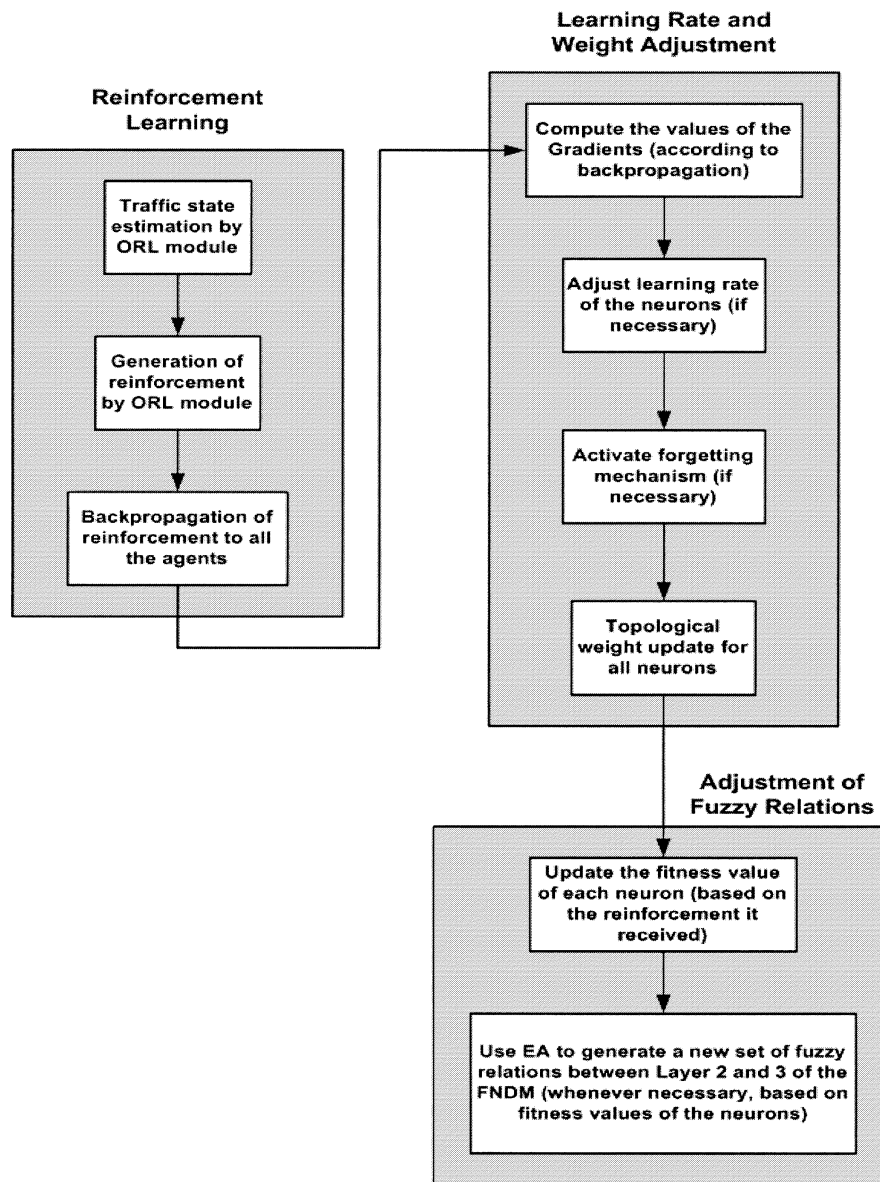 Reinforcement
Learning
Traffic state
estimation by
ORL module
Generation of
reinforcement
by ORL module
Backpropagation of
reinforcement to all
the agents
Learning Rate and
Weight Adjustment
Compute the values of the
Gradients (according to
backpropagation)
Adjust learning rate
of the neurons (if
necessary)
Activate forgetting
mechanism (if
necessary)
Topological
weight update for
all neurons
Adjustment of
Fuzzy Relations
Update the fitness value
of each neuron (based on
the reinforcement it
received)
Use EA to generate a new set of fuzzy
relations between Layer 2 and 3 of the
FNDM (whenever necessary, based on
fitness values of the neurons)